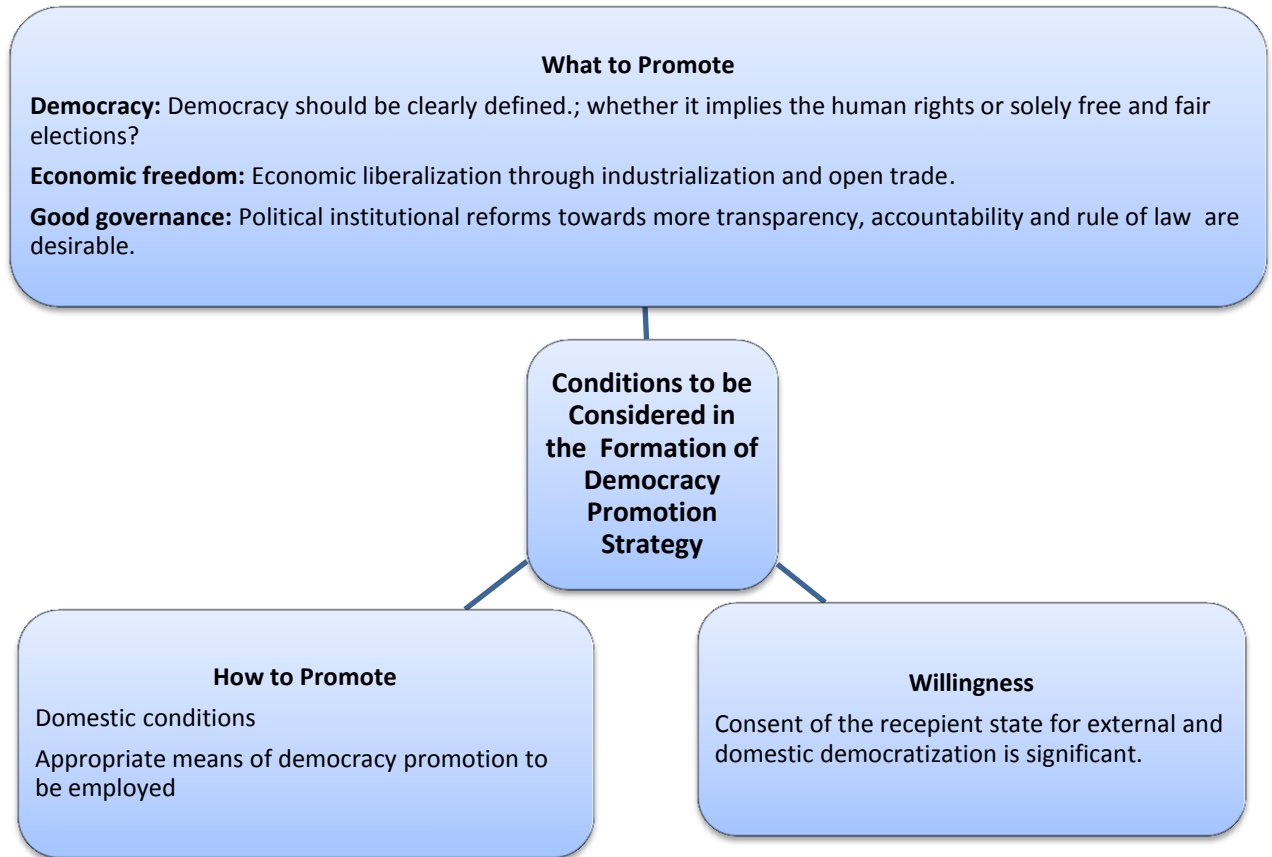 What to Promote
Democracy: Democracy should be clearly defined.; whether it implies the human rights or solely free and fair
elections?
Economic freedom: Economic liberalization through industrialization and open trade.
Good governance: Political institutional reforms towards more transparency, accountability and rule of law  are
desirable.
Conditions to be
Considered in
the  Formation of
Democracy
Promotion
Strategy
How to Promote
Domestic conditions
Appropriate means of democracy promotion to
be employed
Willingness
Consent of the recepient state for external and
domestic democratization is significant.